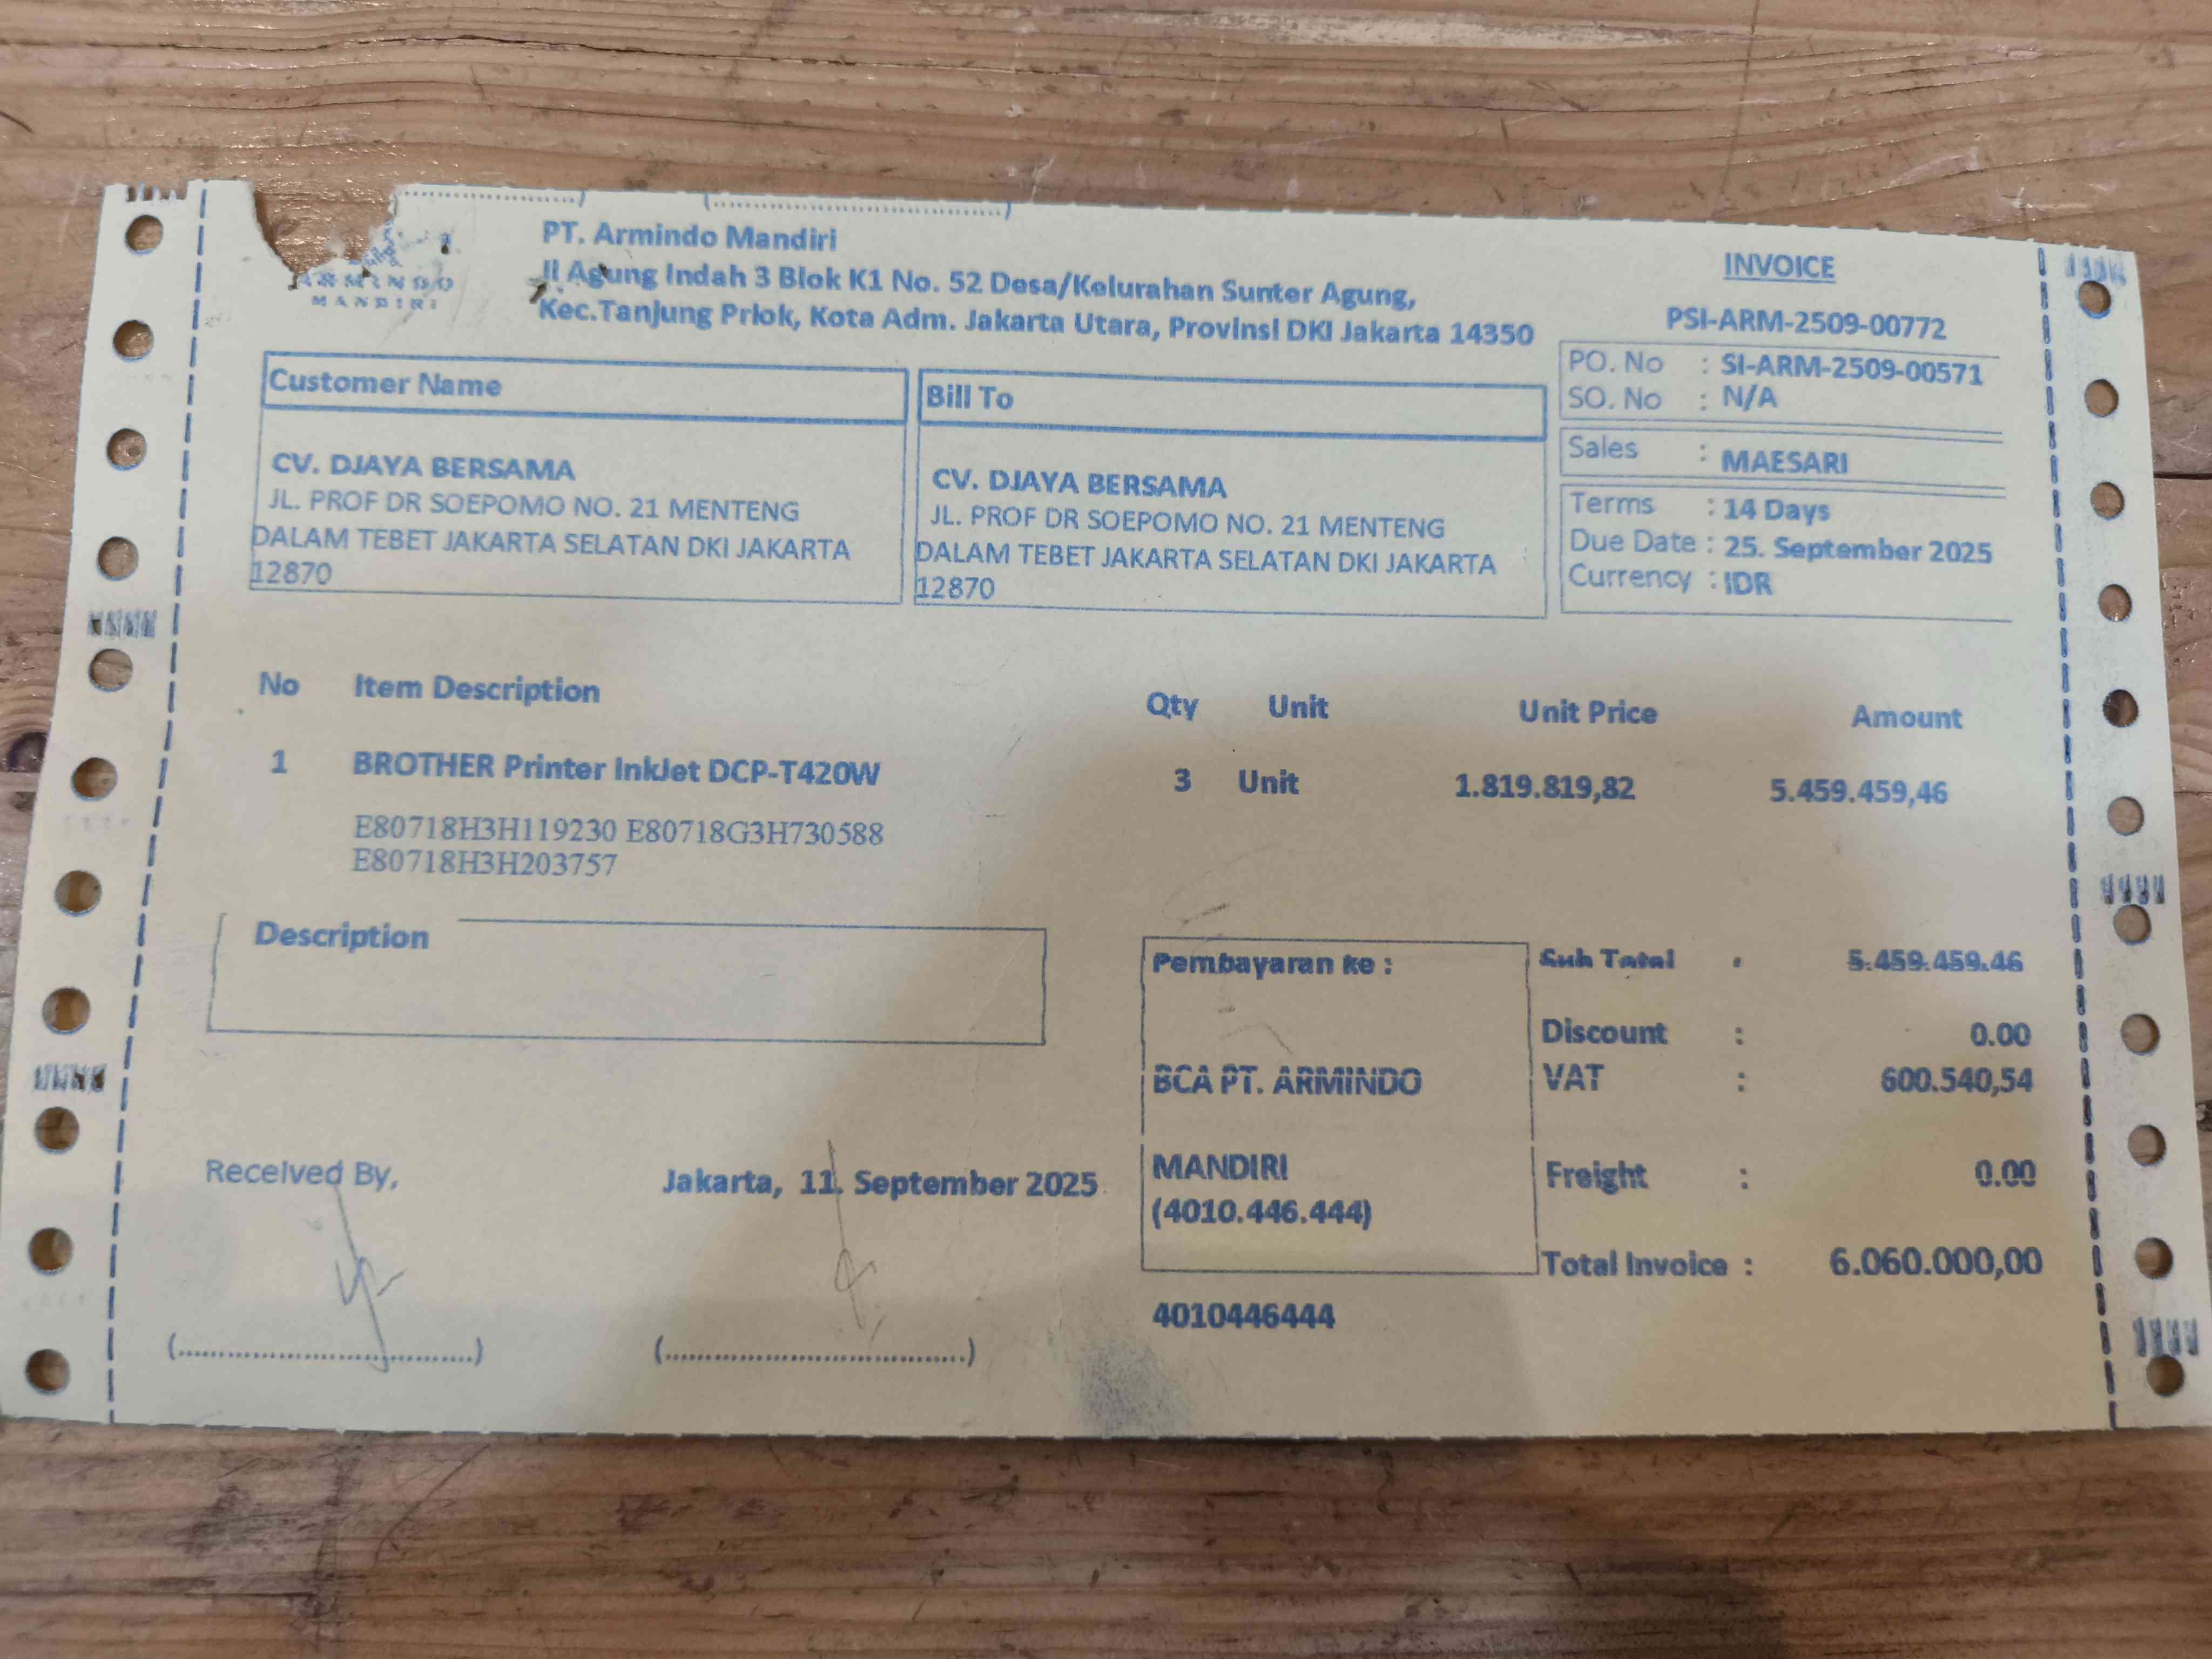 ARMINDO
MANDIRI
PT. Armindo Mandiri
Jl Agung Indah 3 Blok K1 No. 52 Desa/Kelurahan Sunter Agung,
Kec.Tanjung Priok, Kota Adm. Jakarta Utara, Provinsi DKI Jakarta 14350
INVOICE
PSI-ARM-2509-00772
PO. No : SI-ARM-2509-00571
SO. No : N/A
Sales : MAESARI
Terms : 14 Days
Due Date : 25. September 2025
Currency : IDR
Customer Name
CV. DJAYA BERSAMA
JL. PROF DR SOEPOMO NO. 21 MENTENG
DALAM TEBET JAKARTA SELATAN DKI JAKARTA
12870
Bill To
CV. DJAYA BERSAMA
JL. PROF DR SOEPOMO NO. 21 MENTENG
DALAM TEBET JAKARTA SELATAN DKI JAKARTA
12870
No Item Description Qty Unit Unit Price Amount
1 BROTHER Printer InkJet DCP-T420W 3 Unit 1.819.819,82 5.459.459,46
E80718H3H119230 E80718G3H730588
E80718H3H203757
Description
Pembayaran ke :
BCA PT. ARMINDO
MANDIRI
(4010.446.444)
4010446444
Sub Total : 5.459.459.46
Discount : 0.00
VAT : 600.540,54
Freight : 0.00
Total Invoice : 6.060.000,00
Received By,
Jakarta, 11. September 2025
(..............................) (..............................)